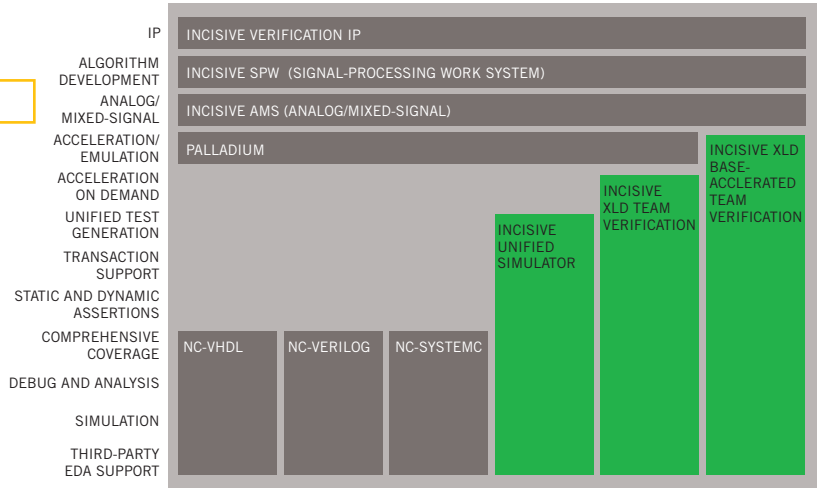 IP
INCISIVE VERIFICATION IP
ALGORITHM
DEVELOPMENT
INCISIVE SPW (SIGNAL-PROCESSING WORK SYSTEM)
ANALOG/
MIXED-SIGNAL
INCISIVE AMS (ANALOG/MIXED-SIGNAL)
ACCELERATION/
EMULATION
PALLADIUM
INCISIVE XLD
BASE-
ACCLERATED
TEAM
VERIFICATION
ACCELERATION
ON DEMAND
INCISIVE
XLD TEAM
VERIFICATION
UNIFIED TEST
GENERATION
INCISIVE
UNIFIED
SIMULATOR
TRANSACTION
SUPPORT
STATIC AND DYNAMIC
ASSERTIONS
COMPREHENSIVE
COVERAGE
NC-VHDL
NC-VERILOG
NC-SYSTEMC
DEBUG AND ANALYSIS
SIMULATION
THIRD-PARTY
EDA SUPPORT